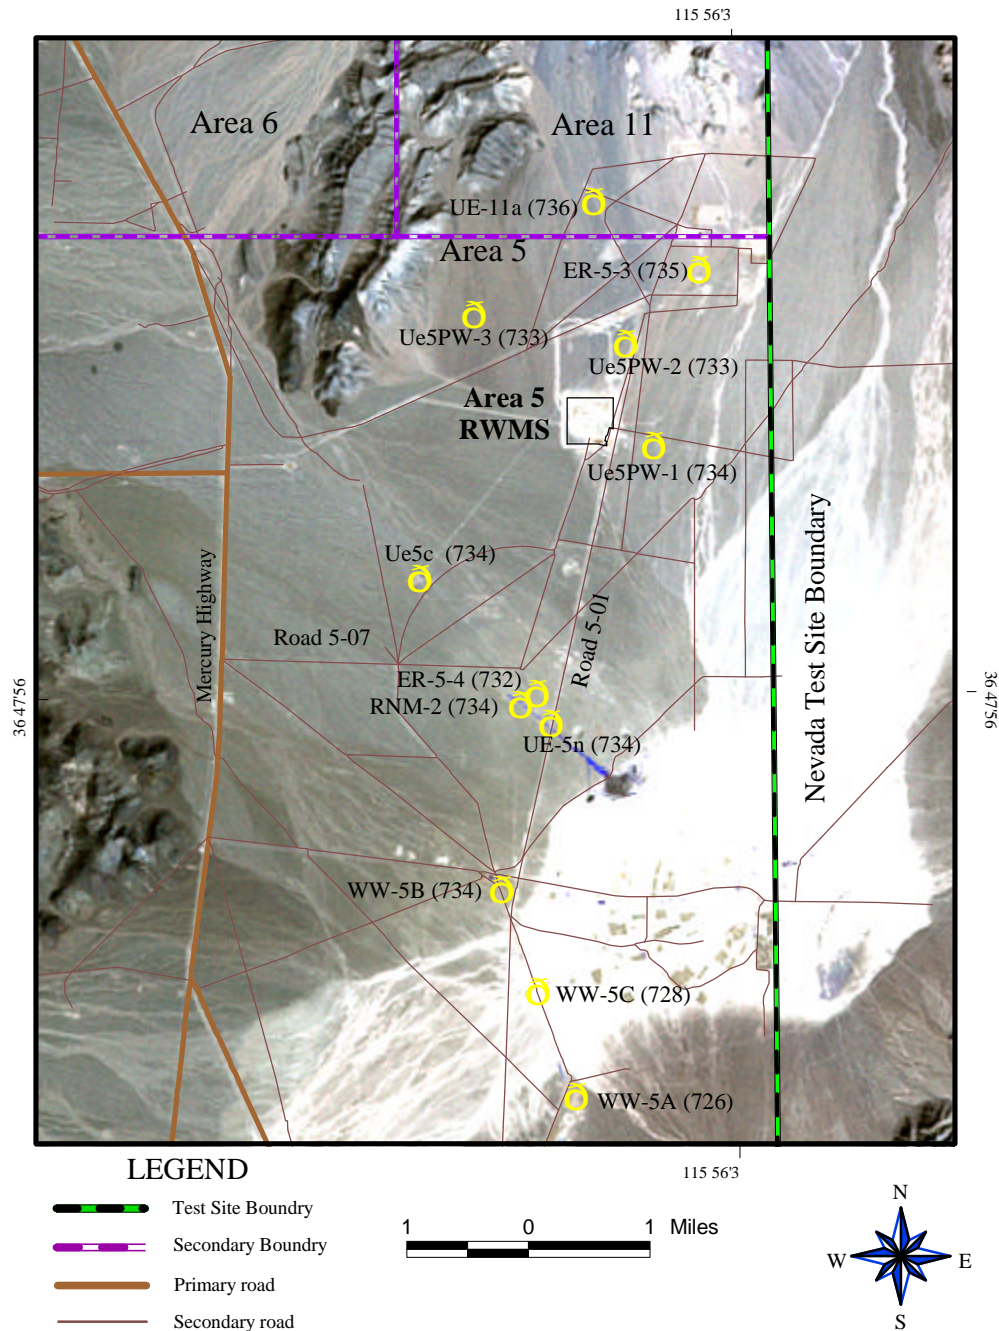 115 56'3
Area 6
Area 11
UE-11a (736)
Area 5
ER-5-3 (735)
Ue5PW-3 (733)
Ue5PW-2 (733)
Area 5
RWMS
Ue5PW-1 (734)
Ue5c (734)
Mercury Highway
Road 5-07
Road 5-01
Nevada Test Site Boundary
ER-5-4 (732)
RNM-2 (734)
UE-5n (734)
36 47'56
36 4756
WW-5B (734)
WW-5C (728)
WW-5A (726)
115 56'3
LEGEND
Test Site Boundry
Secondary Boundry
Primary road
Secondary road
1 0 1 Miles
N
W E
S